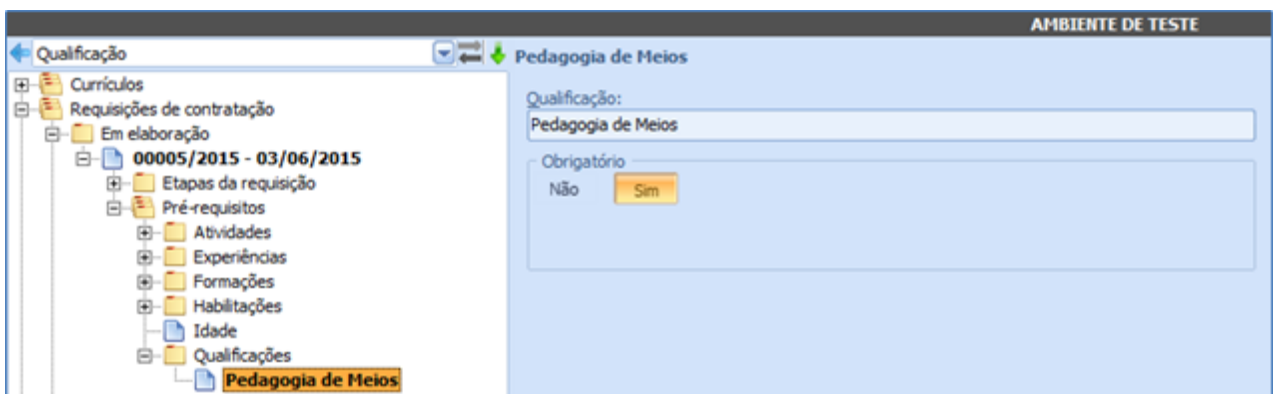 AMBIENTE DE TESTE
Qualificação
Currículos
Requisições de contratação
Em elaboração
00005/2015 - 03/06/2015
Etapas da requisição
Pré-requisitos
Atividades
Experiências
Formações
Habilitações
Idade
Qualificações
Pedagogia de Meios
Pedagogia de Meios
Qualificação:
Pedagogia de Meios
Obrigatório
Não Sim